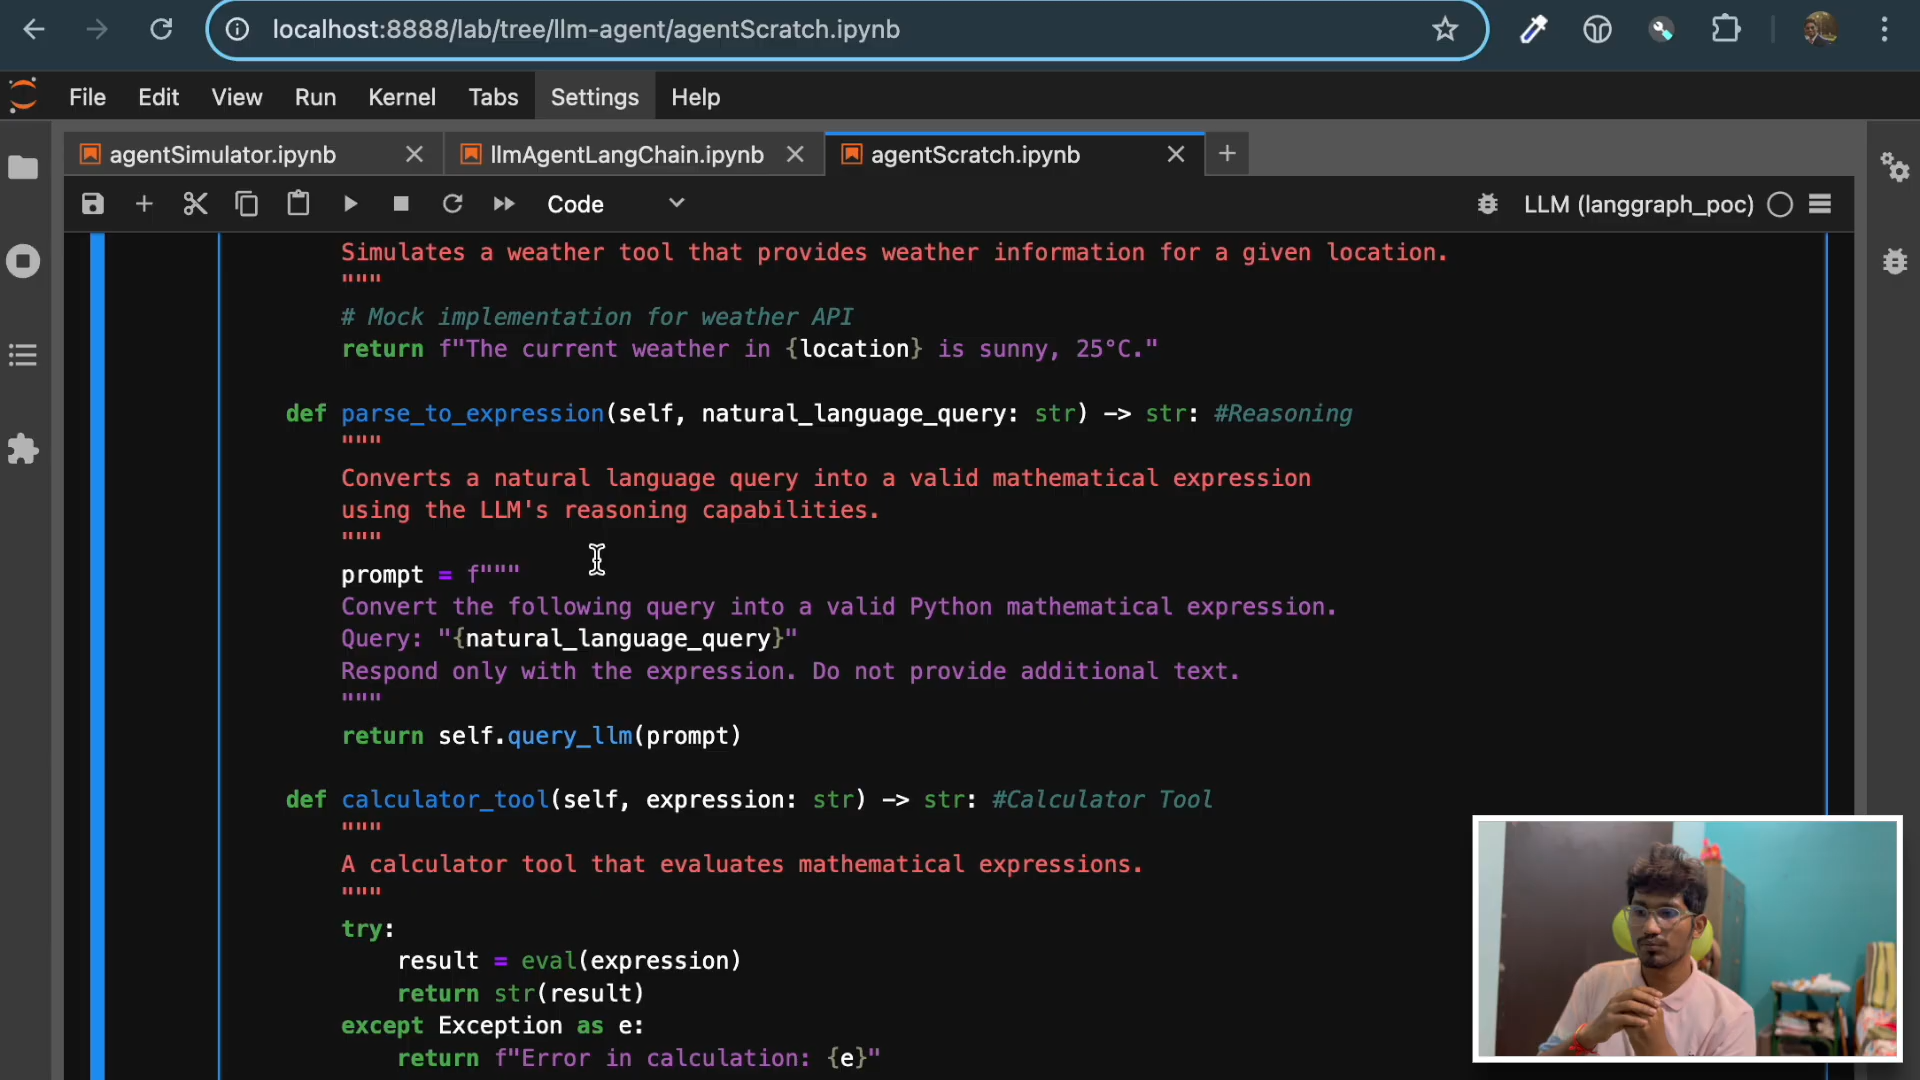 localhost:8888/lab/tree/llm-agent/agentScratch.ipynb
File Edit View Run Kernel Tabs Settings Help
agentSimulator.ipynb llmAgentLangChain.ipynb agentScratch.ipynb
Code LLM (langgraph_poc)
Simulates a weather tool that provides weather information for a given location.
"""
# Mock implementation for weather API
return f"The current weather in {location} is sunny, 25°C."
def parse_to_expression(self, natural_language_query: str) -> str: #Reasoning
"""
Converts a natural language query into a valid mathematical expression
using the LLM's reasoning capabilities.
"""
prompt = f"""
Convert the following query into a valid Python mathematical expression.
Query: "{natural_language_query}"
Respond only with the expression. Do not provide additional text.
"""
return self.query_llm(prompt)
def calculator_tool(self, expression: str) -> str: #Calculator Tool
"""
A calculator tool that evaluates mathematical expressions.
"""
try:
result = eval(expression)
return str(result)
except Exception as e:
return f"Error in calculation: {e}"